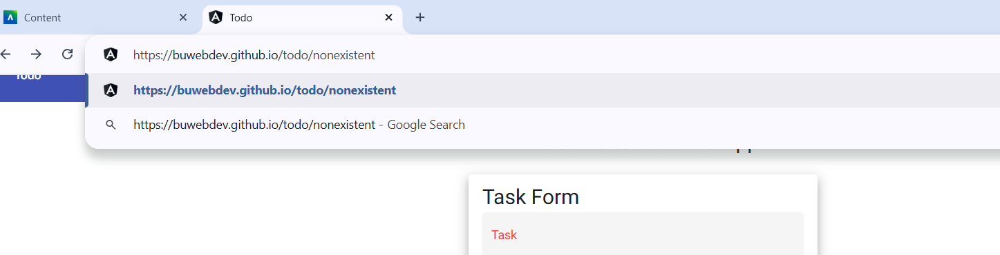 Content
Todo
https://buwebdev.github.io/todo/nonexistent
Todo
https://buwebdev.github.io/todo/nonexistent
https://buwebdev.github.io/todo/nonexistent - Google Search
Task Form
Task